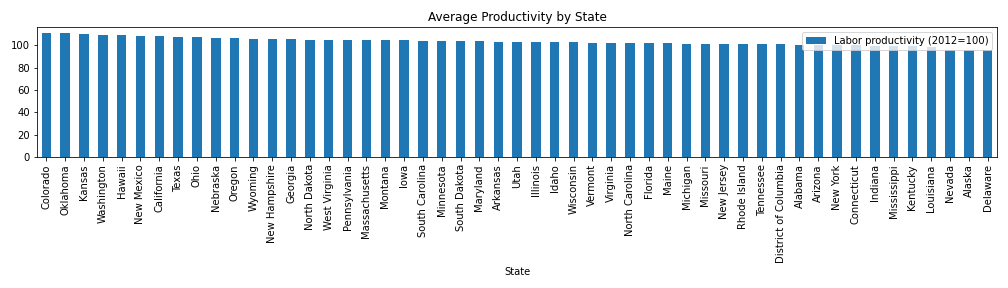 Average Productivity by State
Labor productivity (2012=100)
100
80
60
40
20
0
Colorado
Oklahoma
Kansas
Washington
Hawaii
New Mexico
California
Texas
Ohio
Nebraska
Oregon
Wyoming
New Hampshire
Georgia
North Dakota
West Virginia
Pennsylvania
Massachusetts
Montana
Iowa
South Carolina
Minnesota
South Dakota
Maryland
Arkansas
Utah
Illinois
Idaho
Wisconsin
Vermont
Virginia
North Carolina
Florida
Maine
Michigan
Missouri
New Jersey
Rhode Island
Tennessee
District of Columbia
Alabama
Arizona
New York
Connecticut
Indiana
Mississippi
Kentucky
Louisiana
Nevada
Alaska
Delaware
State